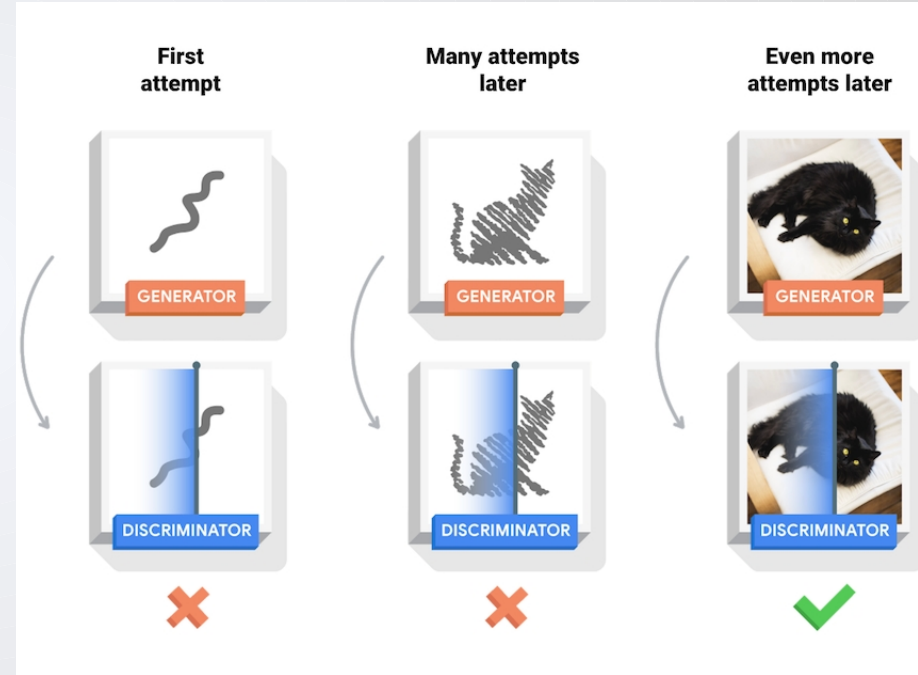 First
attempt
Many attempts
later
Even more
attempts later
GENERATOR
GENERATOR
GENERATOR
DISCRIMINATOR
DISCRIMINATOR
DISCRIMINATOR